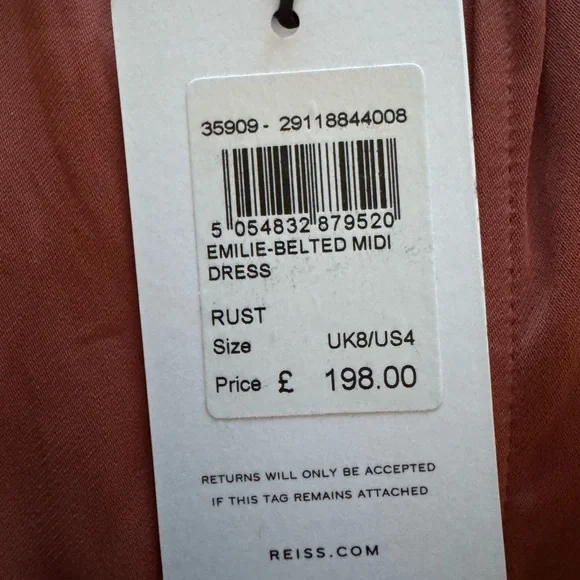 35909 - 29118844008
5 054832 879520
EMILIE-BELTED MIDI
DRESS
RUST
Size UK8/US4
Price £ 198.00
RETURNS WILL ONLY BE ACCEPTED
IF THIS TAG REMAINS ATTACHED
REISS.COM